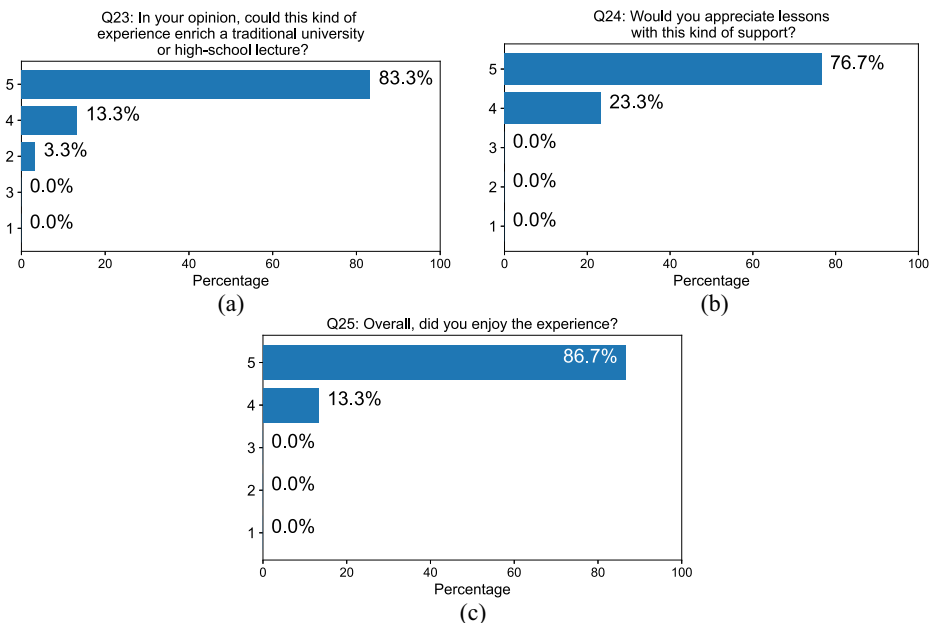 Q23: In your opinion, could this kind of
experience enrich a traditional university
or high-school lecture?
5
83.3%
4
13.3%
2
3.3%
3
0.0%
1
0.0%
0 20 40 60 80 100
Percentage
(a)
Q24: Would you appreciate lessons
with this kind of support?
5
76.7%
4
23.3%
3
0.0%
2
0.0%
1
0.0%
0 20 40 60 80 100
Percentage
(b)
Q25: Overall, did you enjoy the experience?
5
86.7%
4
13.3%
3
0.0%
2
0.0%
1
0.0%
0 20 40 60 80 100
Percentage
(c)